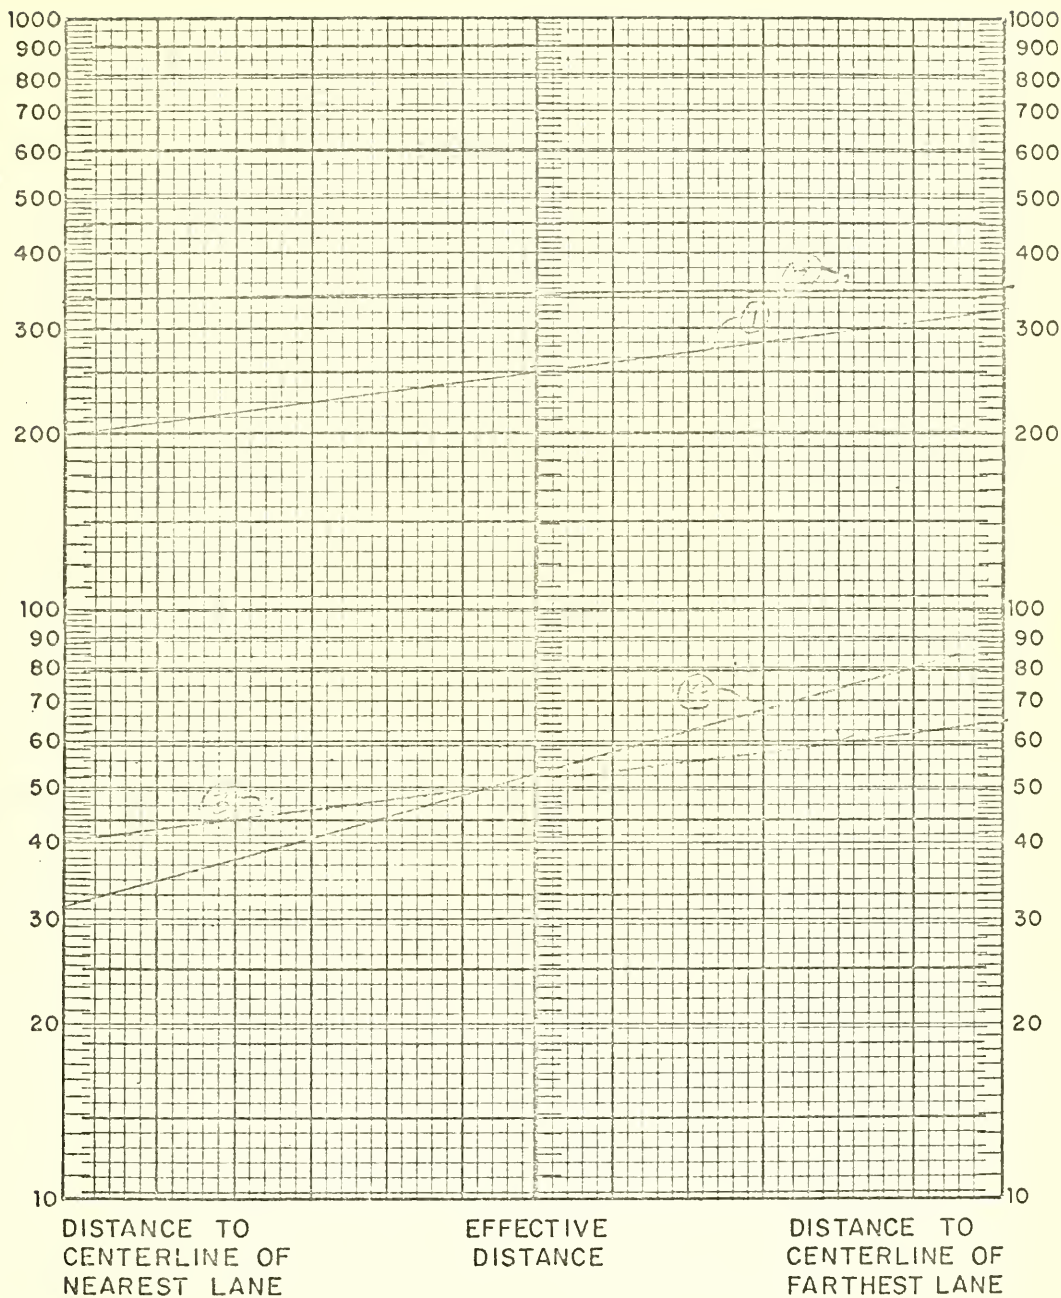 1000 1000
900 900
800 800
700 700
600 600
500 500
400 400
300 300
200 200
100 100
90 90
80 80
70 70
60 60
50 50
40 40
30 30
20 20
10 10
1
DISTANCE TO
CENTERLINE OF
NEAREST LANE
EFFECTIVE
DISTANCE
DISTANCE TO
CENTERLINE OF
FARTHEST LANE